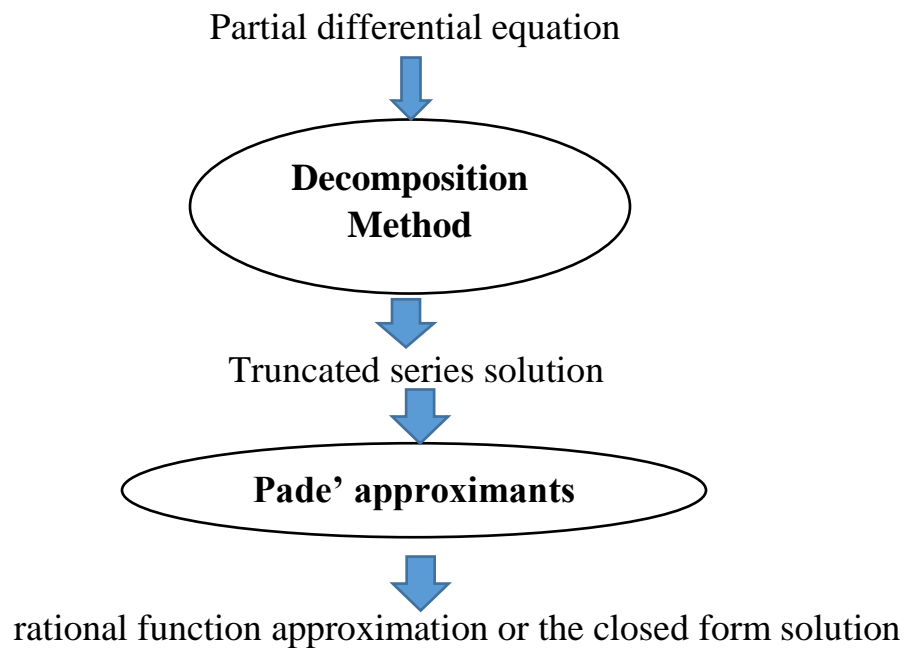 Partial differential equation
Decomposition
Method
Truncated series solution
Pade’ approximants
rational function approximation or the closed form solution